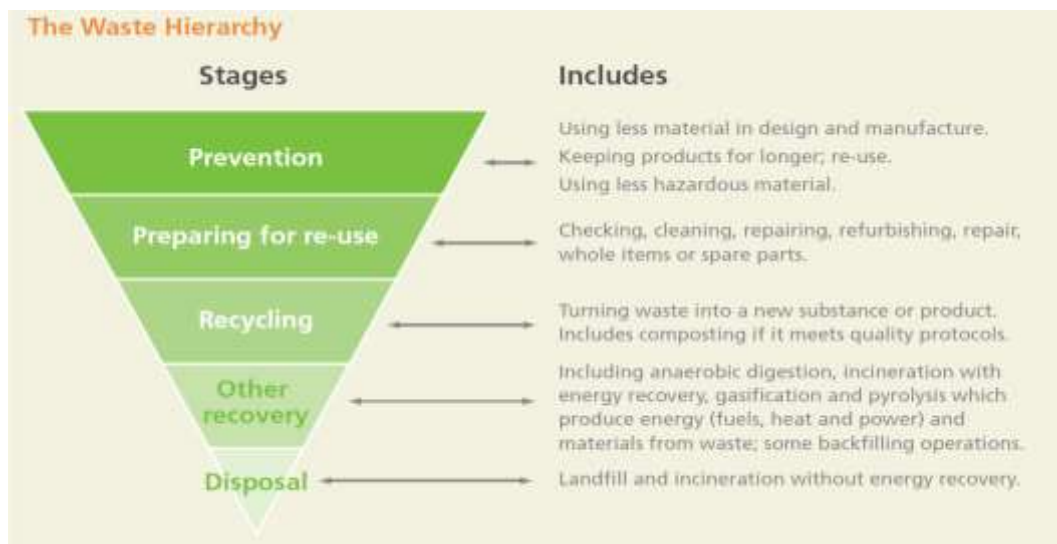 The Waste Hierarchy
Stages
Includes
Prevention
Using less material in design and manufacture.
Keeping products for longer; re-use.
Using less hazardous material.
Preparing for re-use
Checking, cleaning, repairing, refurbishing, repair,
whole items or spare parts.
Recycling
Turning waste into a new substance or product.
Includes composting if it meets quality protocols.
Other
recovery
Including anaerobic digestion, incineration with
energy recovery, gasification and pyrolysis which
produce energy (fuels, heat and power) and
materials from waste; some backfilling operations.
Disposal
Landfill and incineration without energy recovery.